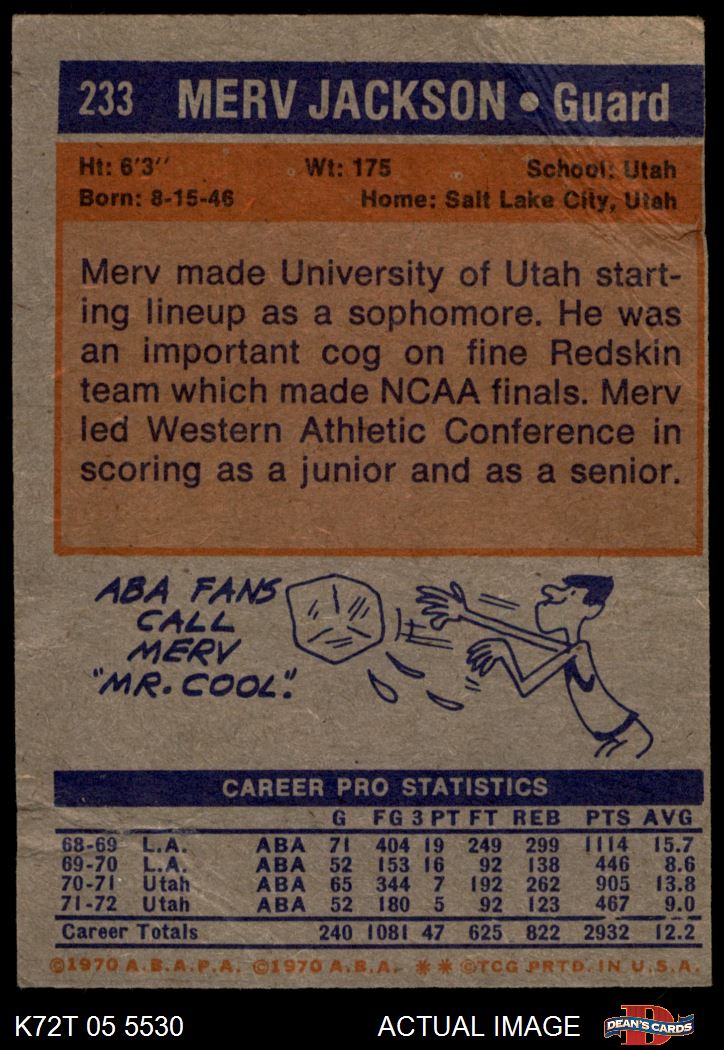 233 MERV JACKSON • Guard
Ht: 6'3'' Wt: 175 School: Utah
Born: 8-15-46 Home: Salt Lake City, Utah
Merv made University of Utah start-
ing lineup as a sophomore. He was
an important cog on fine Redskin
team which made NCAA finals. Merv
led Western Athletic Conference in
scoring as a junior and as a senior.
ABA FANS
CALL
MERV
"MR. COOL".
CAREER PRO STATISTICS
G FG 3 PT FT REB PTS AVG
68-69 L.A. ABA 71 404 19 249 299 1114 15.7
69-70 L.A. ABA 52 153 16 92 138 446 8.6
70-71 Utah ABA 65 344 7 192 262 905 13.8
71-72 Utah ABA 52 180 5 92 123 467 9.0
Career Totals 240 1081 47 625 822 2932 12.2
©1970 A.B.A.P.A. ©1970 A.B.A. ** ©TCG PRTD. IN U.S.A.
K72T 05 5530 ACTUAL IMAGE DEAN'S CARDS